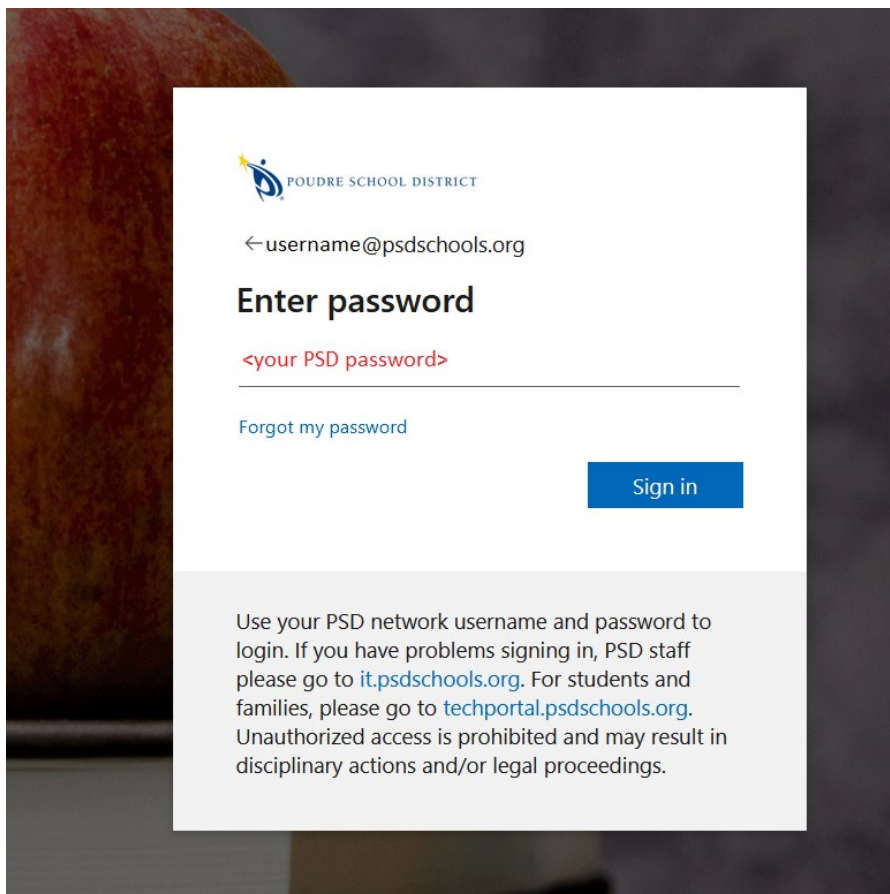 POUDRE SCHOOL DISTRICT
←username@psdschools.org
Enter password
<your PSD password>
Forgot my password
Sign in
Use your PSD network username and password to
login. If you have problems signing in, PSD staff
please go to it.psdschools.org. For students and
families, please go to techportal.psdschools.org.
Unauthorized access is prohibited and may result in
disciplinary actions and/or legal proceedings.